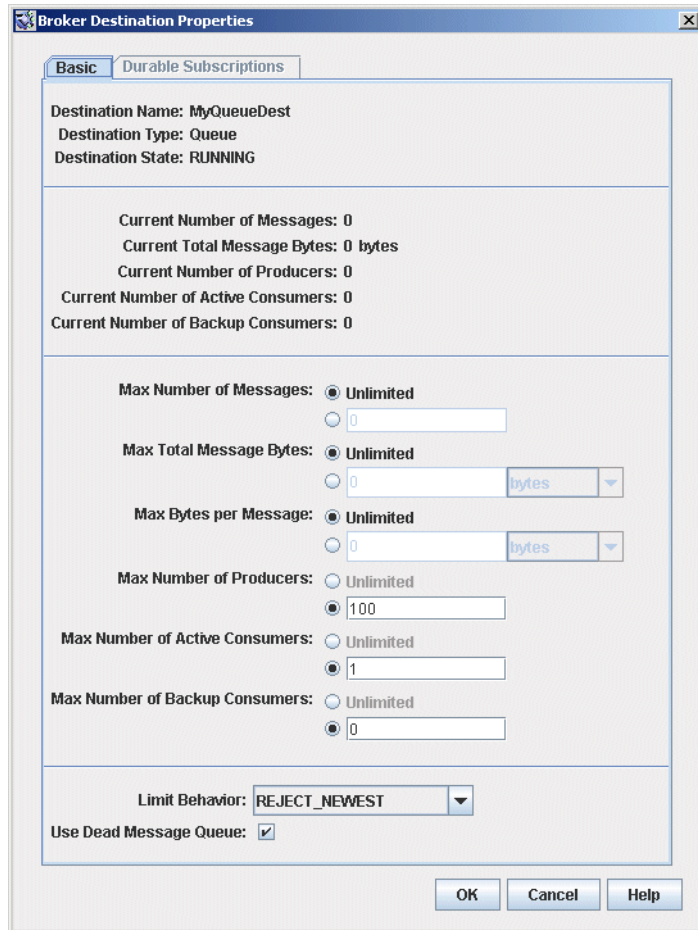 Broker Destination Properties
Basic
Durable Subscriptions
Destination Name: MyQueueDest
Destination Type: Queue
Destination State: RUNNING
Current Number of Messages: 0
Current Total Message Bytes: 0 bytes
Current Number of Producers: 0
Current Number of Active Consumers: 0
Current Number of Backup Consumers: 0
Max Number of Messages: Unlimited
0
Max Total Message Bytes: Unlimited
0 bytes
Max Bytes per Message: Unlimited
0 bytes
Max Number of Producers: Unlimited
100
Max Number of Active Consumers: Unlimited
1
Max Number of Backup Consumers: Unlimited
0
Limit Behavior: REJECT_NEWEST
Use Dead Message Queue:
OK Cancel Help